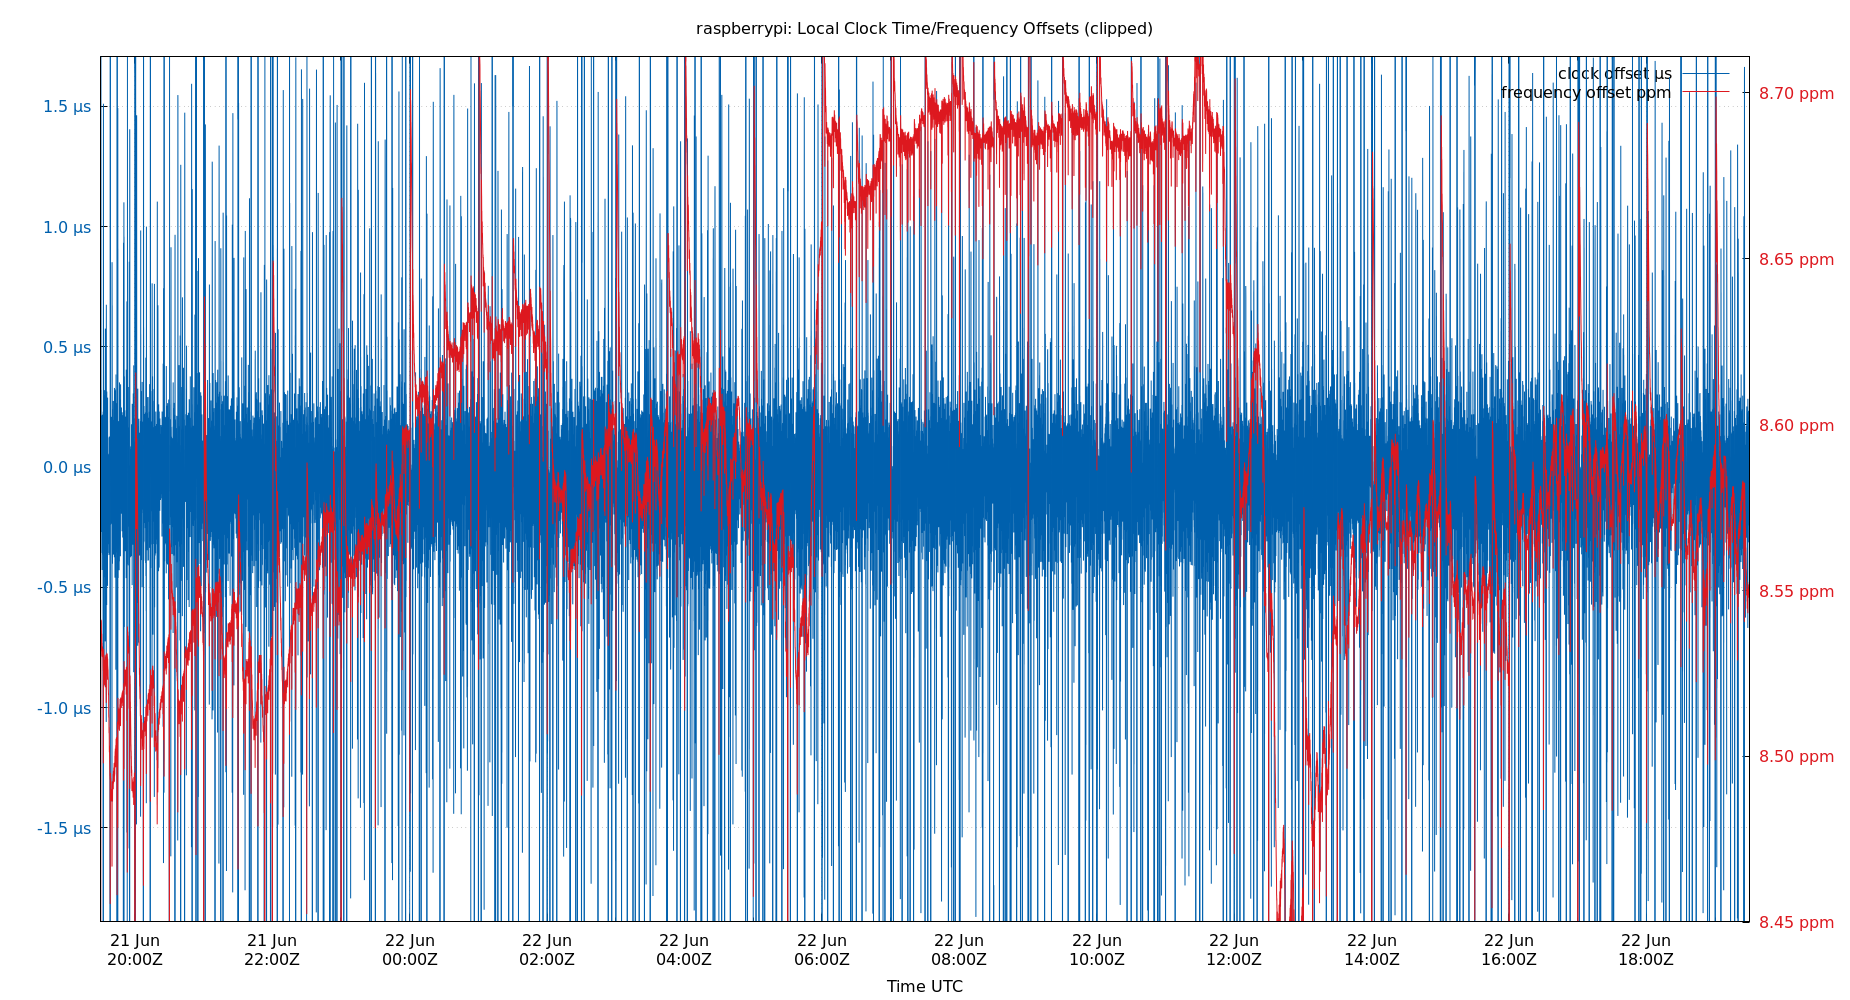 raspberrypi: Local Clock Time/Frequency Offsets (clipped)
clock offset µs
frequency offset ppm
1.5 µs
1.0 µs
0.5 µs
0.0 µs
-0.5 µs
-1.0 µs
-1.5 µs
8.70 ppm
8.65 ppm
8.60 ppm
8.55 ppm
8.50 ppm
8.45 ppm
21 Jun 21 Jun 22 Jun 22 Jun 22 Jun 22 Jun 22 Jun 22 Jun 22 Jun 22 Jun 22 Jun 22 Jun
20:00Z 22:00Z 00:00Z 02:00Z 04:00Z 06:00Z 08:00Z 10:00Z 12:00Z 14:00Z 16:00Z 18:00Z
Time UTC